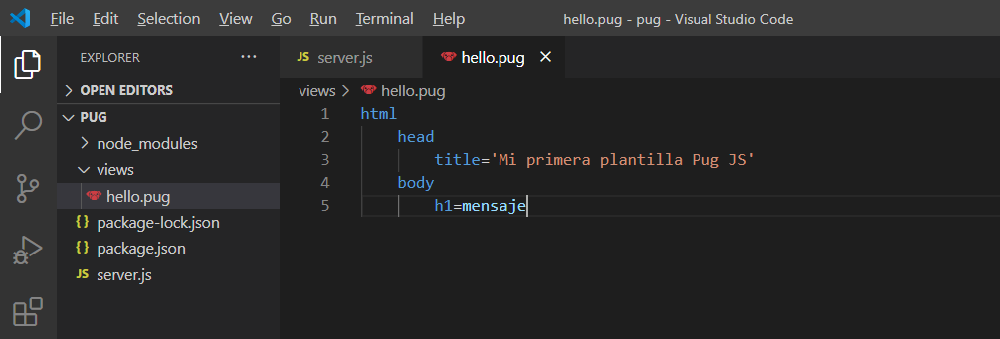 File Edit Selection View Go Run Terminal Help hello.pug - pug - Visual Studio Code
EXPLORER ...
OPEN EDITORS
PUG
node_modules
views
hello.pug
{} package-lock.json
{} package.json
JS server.js
JS server.js hello.pug
views > hello.pug
1 html
2 head
3 title='Mi primera plantilla Pug JS'
4 body
5 h1=mensaje